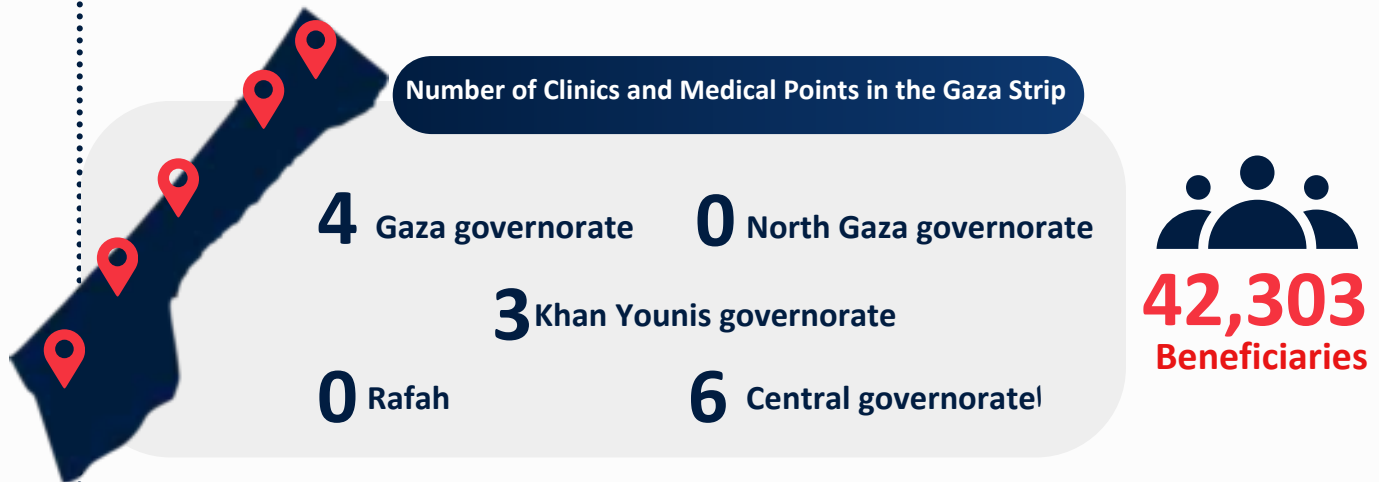 Number of Clinics and Medical Points in the Gaza Strip
4 Gaza governorate
0 North Gaza governorate
3 Khan Younis governorate
0 Rafah
6 Central governorate
42,303
Beneficiaries